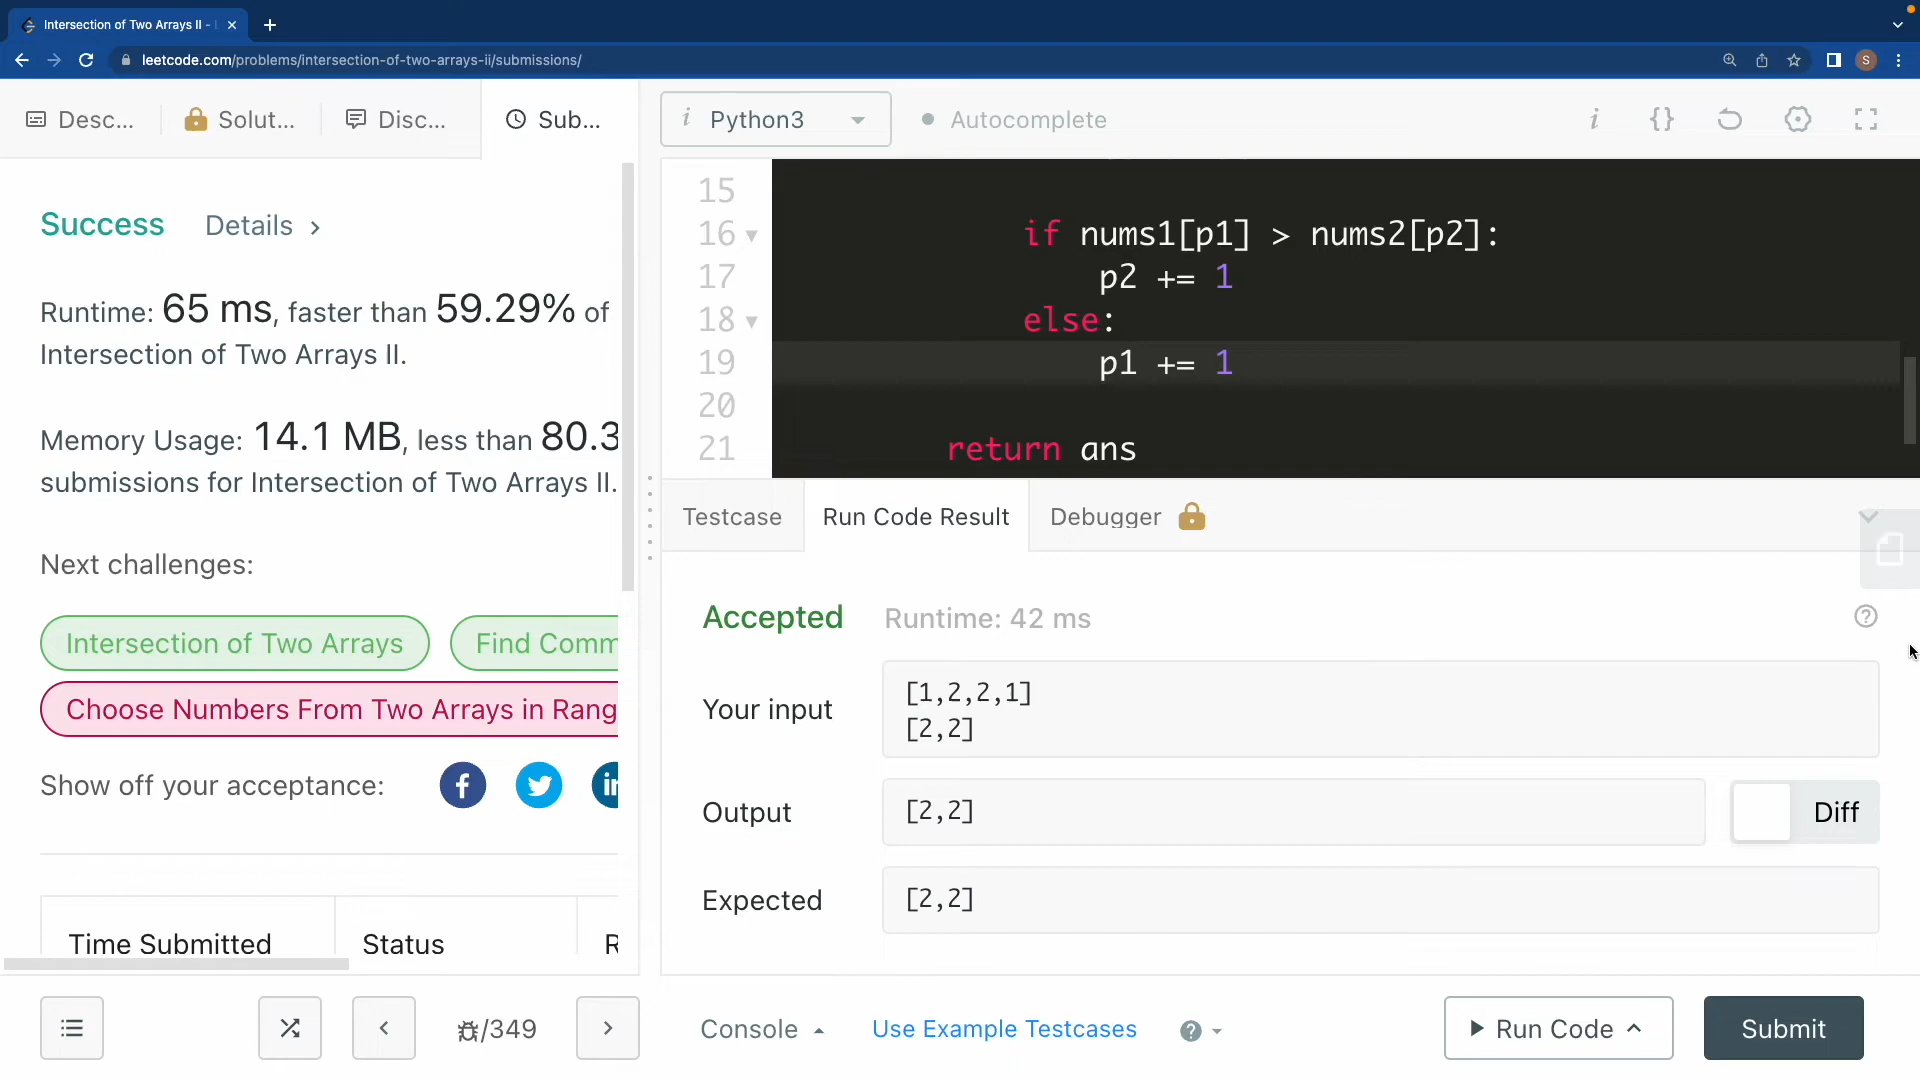 Intersection of Two Arrays II -
leetcode.com/problems/intersection-of-two-arrays-ii/submissions/
S
Desc...
Solut...
Disc...
Sub...
i Python3
Autocomplete
i {}
Success Details >
Runtime: 65 ms, faster than 59.29% of
Intersection of Two Arrays II.
Memory Usage: 14.1 MB, less than 80.3
submissions for Intersection of Two Arrays II.
Next challenges:
Intersection of Two Arrays
Find Comm
Choose Numbers From Two Arrays in Rang
Show off your acceptance:
f
in
Time Submitted
Status
R
/349
15
16 if nums1[p1] > nums2[p2]:
17 p2 += 1
18 else:
19 p1 += 1
20
21 return ans
Testcase
Run Code Result
Debugger
Accepted Runtime: 42 ms
?
Your input
[1,2,2,1]
[2,2]
Output
[2,2]
Diff
Expected
[2,2]
Console
Use Example Testcases
?
Run Code
Submit